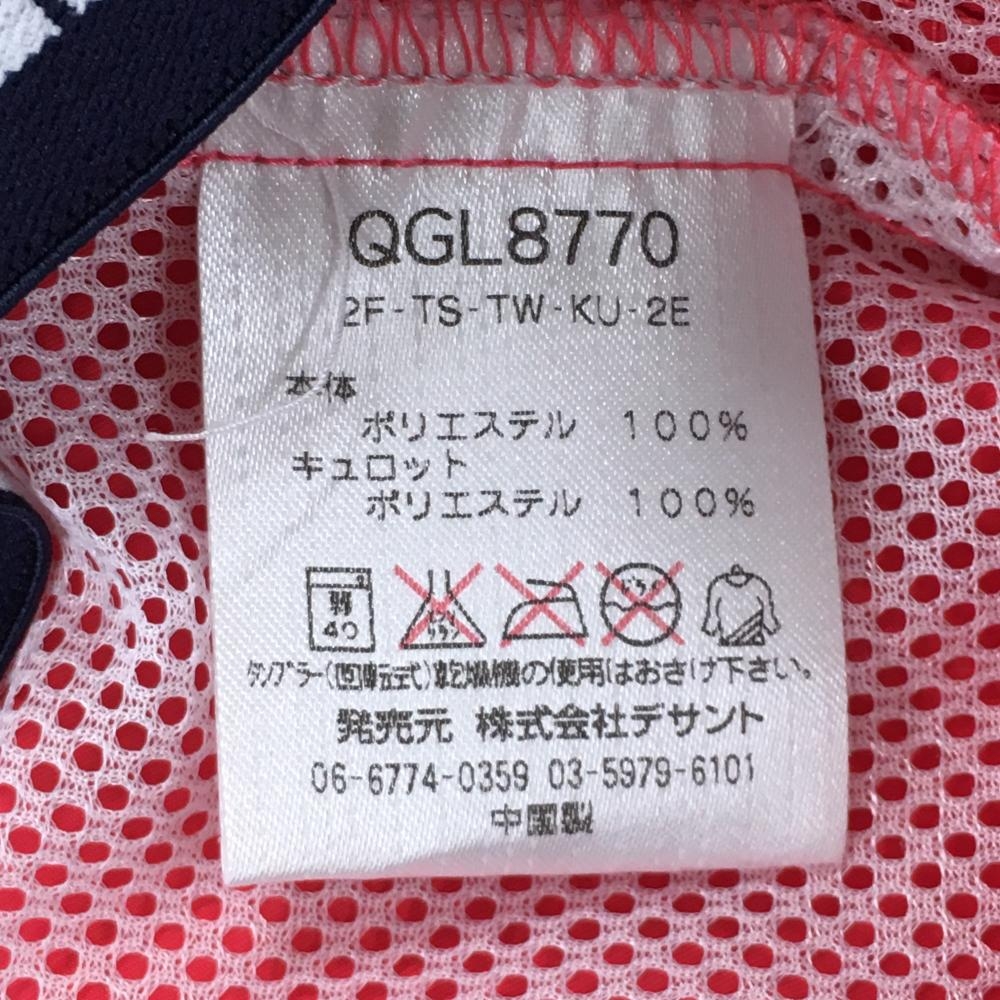 QGL8770
2F-TS-TW-KU-2E
本体
ポリエステル 100%
キュロット
ポリエステル 100%
弱
40
タンブラー(回転式)乾燥機の使用はおさけ下さい。
発売元 株式会社デサント
06-6774-0359 03-5979-6101
中国製